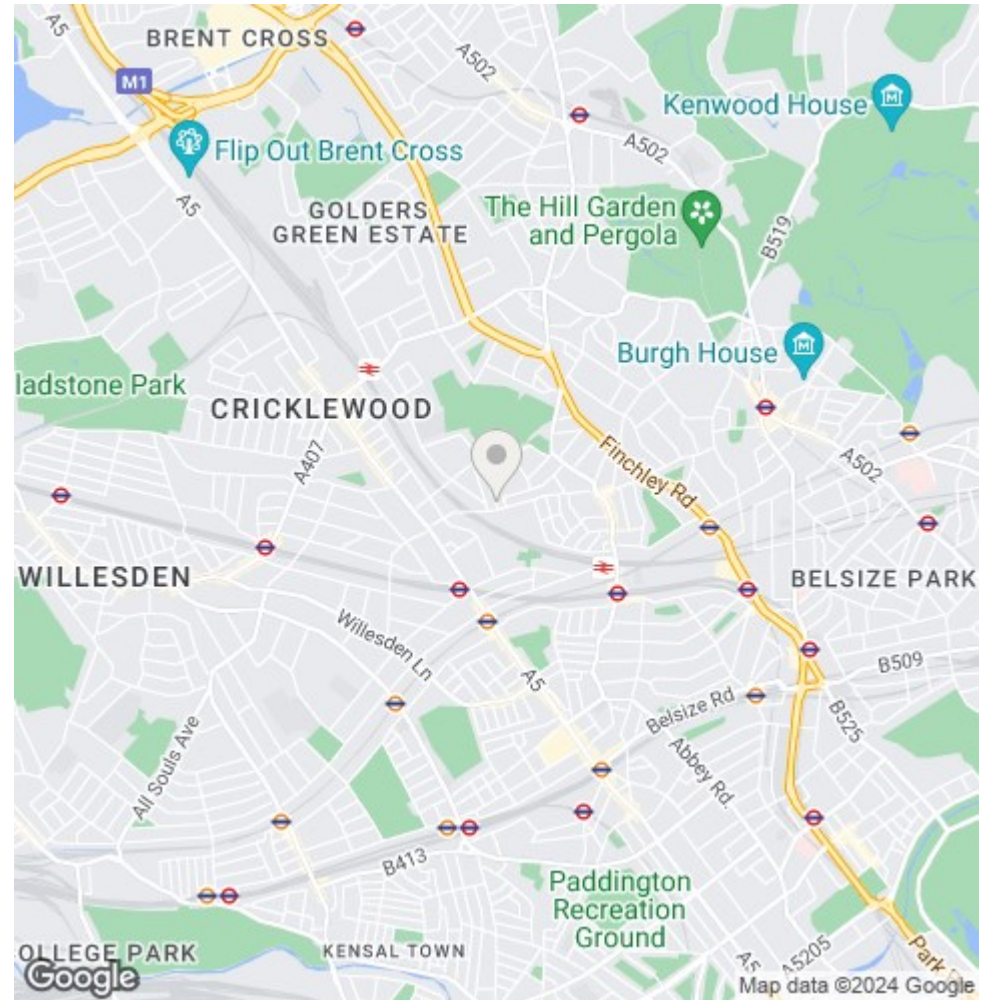 A5
BRENT CROSS
A502
M1
Kenwood House
Flip Out Brent Cross
A502
A5
GOLDERS
GREEN ESTATE
The Hill Garden
and Pergola
B519
Burgh House
ladstone Park
CRICKLEWOOD
A407
Finchley Rd
A502
WILLESDEN
BELSIZE PARK
Willesden Ln
A5
B509
Belsize Rd
B525
All Souls Ave
Abbey Rd.
B413
Paddington
Recreation
Ground
OLLEGE PARK
KENSAL TOWN
A5
A5205
Park
Google
Map data ©2024 Google